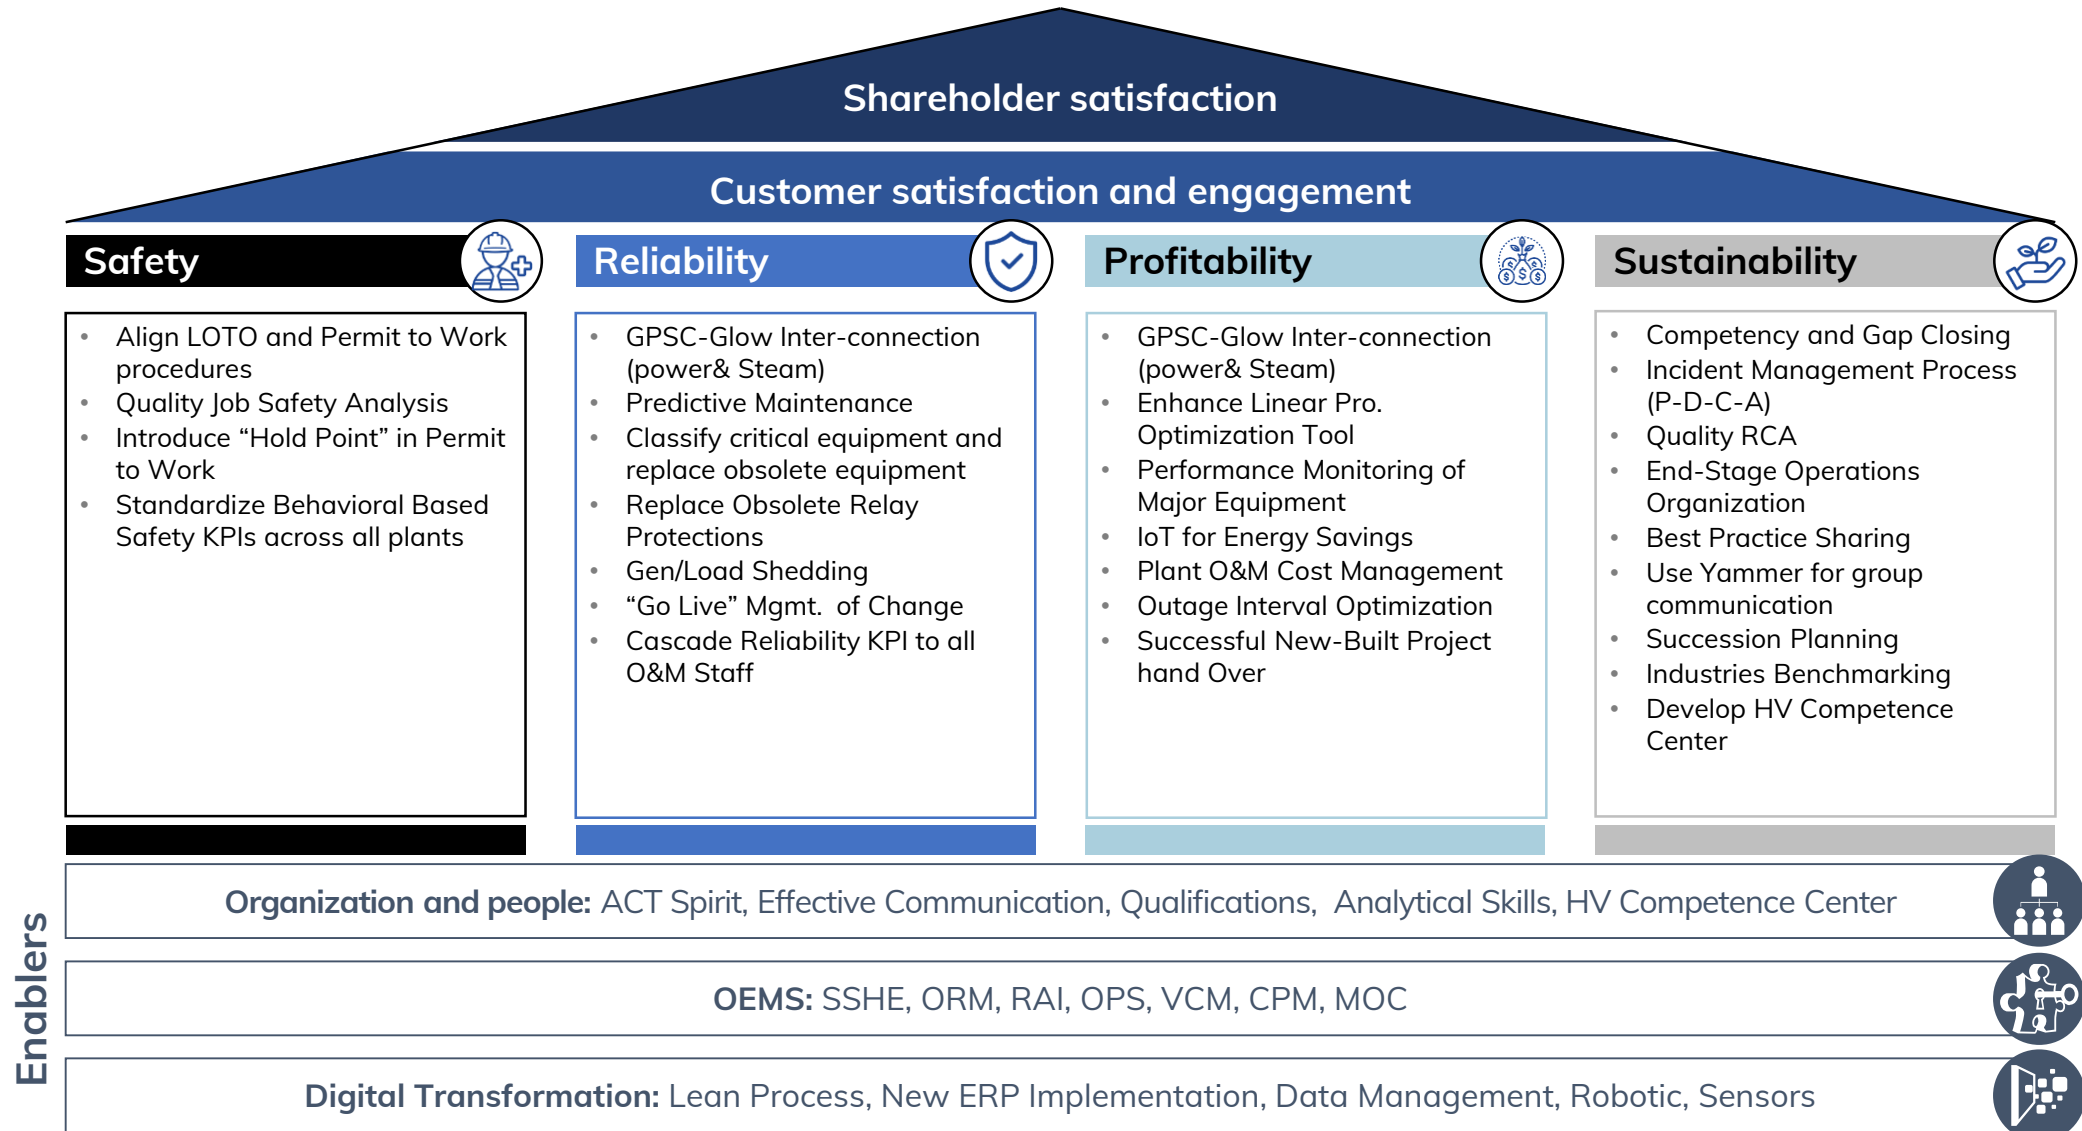 Shareholder satisfaction
Customer satisfaction and engagement
Safety
• Align LOTO and Permit to Work
procedures
• Quality Job Safety Analysis
• Introduce “Hold Point” in Permit
to Work
• Standardize Behavioral Based
Safety KPIs across all plants
Reliability
• GPSC-Glow Inter-connection
(power& Steam)
• Predictive Maintenance
• Classify critical equipment and
replace obsolete equipment
• Replace Obsolete Relay
Protections
• Gen/Load Shedding
• “Go Live” Mgmt.  of Change
• Cascade Reliability KPI to all
O&M Staff
Profitability
• GPSC-Glow Inter-connection
(power& Steam)
• Enhance Linear Pro.
Optimization Tool
• Performance Monitoring of
Major Equipment
• IoT for Energy Savings
• Plant O&M Cost Management
• Outage Interval Optimization
• Successful New-Built Project
hand Over
Sustainability
• Competency and Gap Closing
• Incident Management Process
(P-D-C-A)
• Quality RCA
• End-Stage Operations
Organization
• Best Practice Sharing
• Use Yammer for group
communication
• Succession Planning
• Industries Benchmarking
• Develop HV Competence
Center
Enablers
Organization and people: ACT Spirit, Effective Communication, Qualifications,  Analytical Skills, HV Competence Center
OEMS: SSHE, ORM, RAI, OPS, VCM, CPM, MOC
Digital Transformation: Lean Process, New ERP Implementation, Data Management, Robotic, Sensors